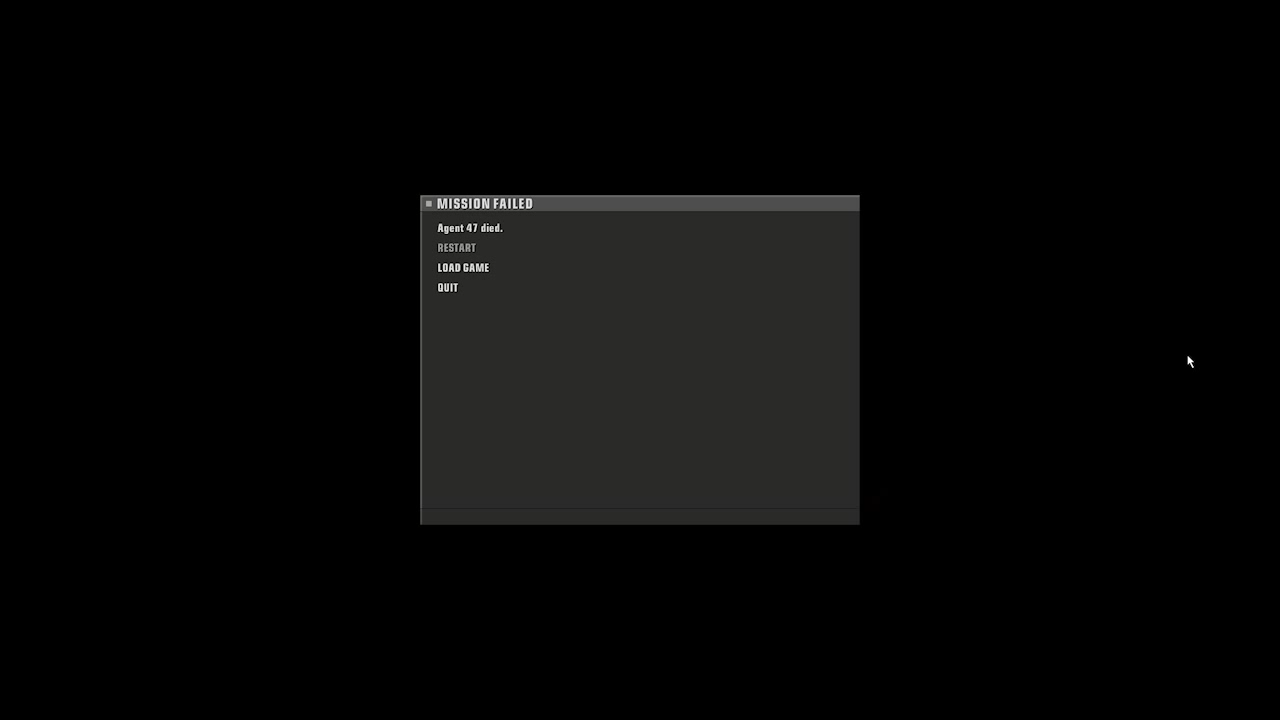 MISSION FAILED
Agent 47 died.
RESTART
LOAD GAME
QUIT